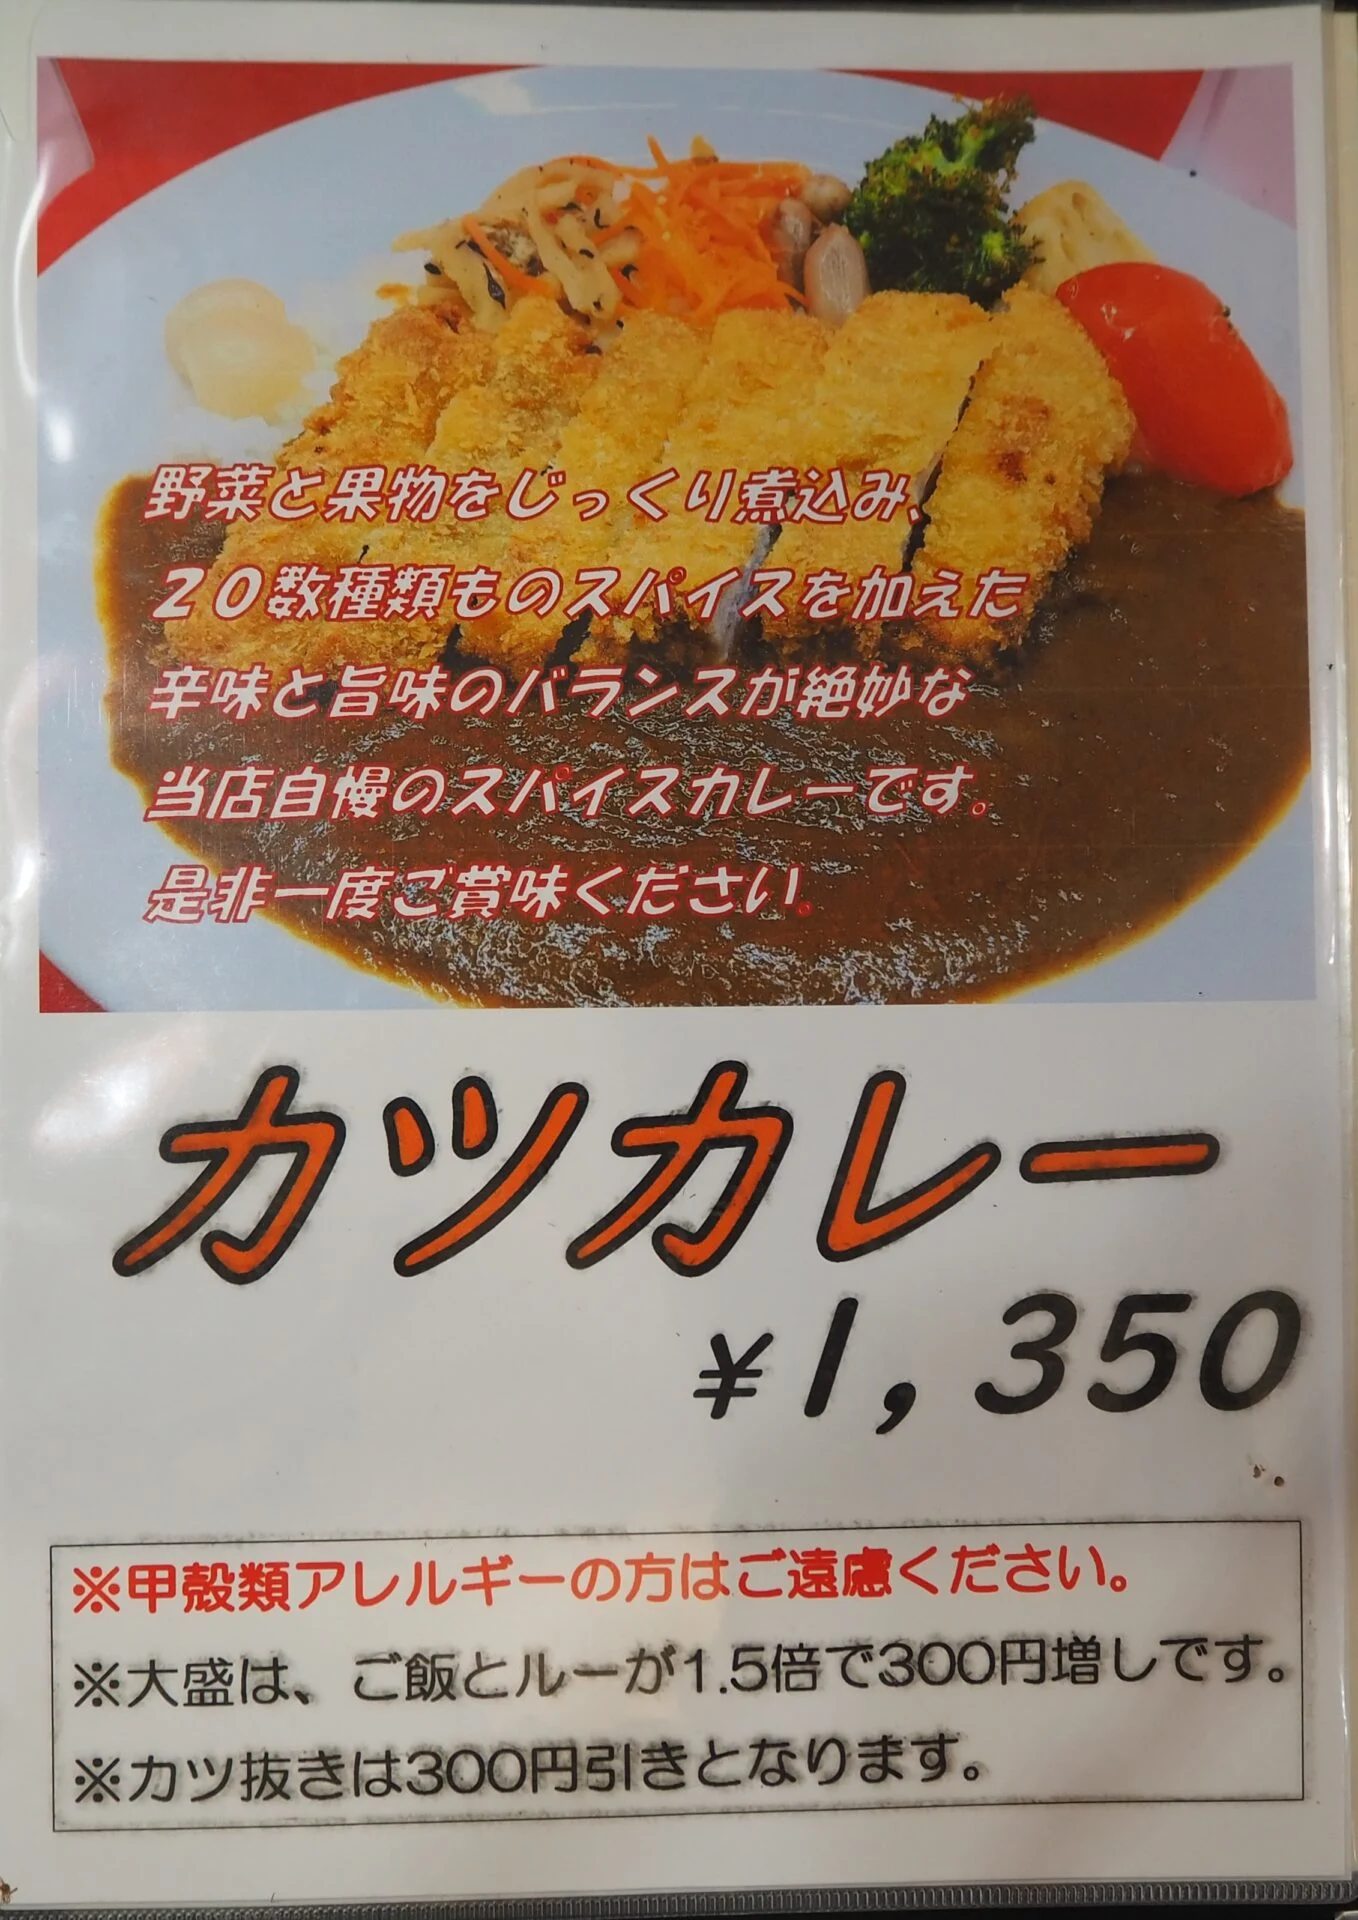 野菜と果物をじっくり煮込み、
２０数種類ものスパイスを加えた
辛味と旨味のバランスが絶妙な
当店自慢のスパイスカレーです。
是非一度ご賞味ください。
カツカレー
¥1,350
※甲殻類アレルギーの方はご遠慮ください。
※大盛は、ご飯とルーが1.5倍で300円増しです。
※カツ抜きは300円引きとなります。